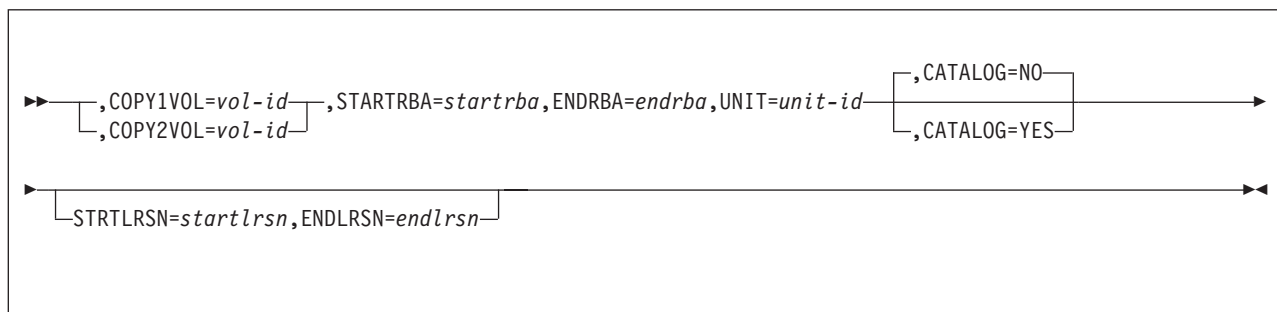 ,CATALOG=NO
,COPY1VOL=vol-id ,STARTRBA=startrba,ENDRBA=endrba,UNIT=unit-id
,COPY2VOL=vol-id ,CATALOG=YES
STRTLRSN=startlrsn,ENDLRSN=endlrsn